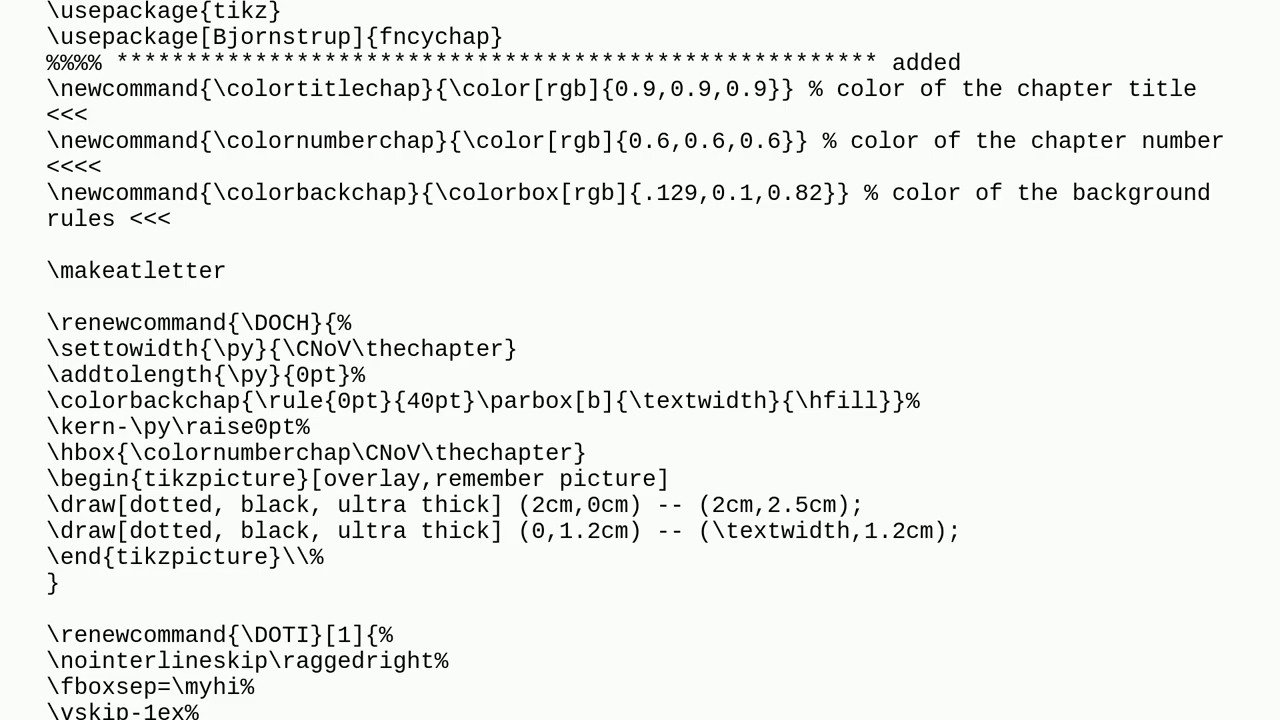 \usepackage{tikz}
\usepackage[Bjornstrup]{fncychap}
%%%% ******************************************************* added
\newcommand{\colortitlechap}{\color[rgb]{0.9,0.9,0.9}} % color of the chapter title
<<<
\newcommand{\colornumberchap}{\color[rgb]{0.6,0.6,0.6}} % color of the chapter number
<<<<
\newcommand{\colorbackchap}{\colorbox[rgb]{.129,0.1,0.82}} % color of the background
rules <<<
\makeatletter
\renewcommand{\DOCH}{%
\settowidth{\py}{\CNoV\thechapter}
\addtolength{\py}{0pt}%
\colorbackchap{\rule{0pt}{40pt}\parbox[b]{\textwidth}{\hfill}}%
\kern-\py\raise0pt%
\hbox{\colornumberchap\CNoV\thechapter}
\begin{tikzpicture}[overlay,remember picture]
\draw[dotted, black, ultra thick] (2cm,0cm) -- (2cm,2.5cm);
\draw[dotted, black, ultra thick] (0,1.2cm) -- (\textwidth,1.2cm);
\end{tikzpicture}\\%
}
\renewcommand{\DOTI}[1]{%
\nointerlineskip\raggedright%
\fboxsep=\myhi%
\vskip-1ex%